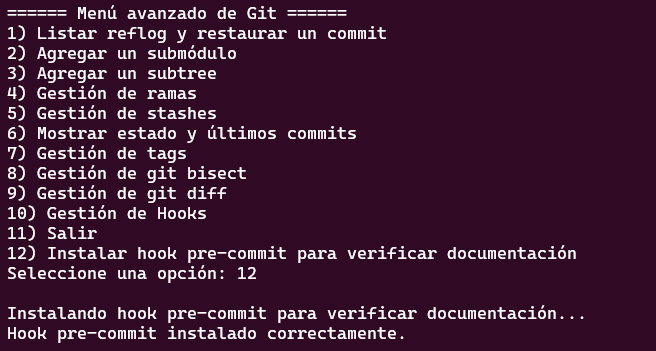 ====== Menú avanzado de Git ======
1) Listar reflog y restaurar un commit
2) Agregar un submódulo
3) Agregar un subtree
4) Gestión de ramas
5) Gestión de stashes
6) Mostrar estado y últimos commits
7) Gestión de tags
8) Gestión de git bisect
9) Gestión de git diff
10) Gestión de Hooks
11) Salir
12) Instalar hook pre-commit para verificar documentación
Seleccione una opción: 12
Instalando hook pre-commit para verificar documentación...
Hook pre-commit instalado correctamente.